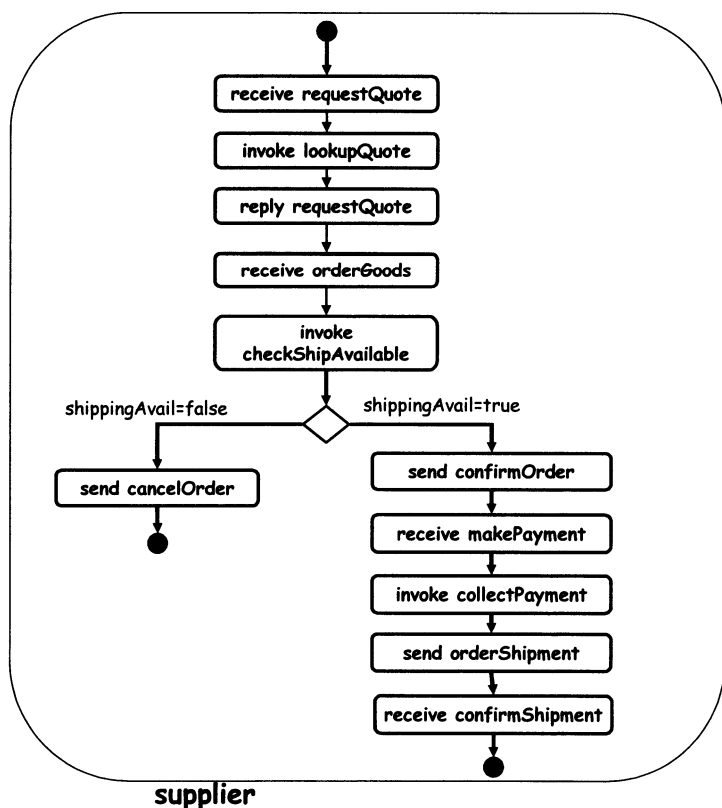 receive requestQuote
invoke lookupQuote
reply requestQuote
receive orderGoods
invoke
checkShipAvailable
shippingAvail=false
shippingAvail=true
send cancelOrder
send confirmOrder
receive makePayment
invoke collectPayment
send orderShipment
receive confirmShipment
supplier